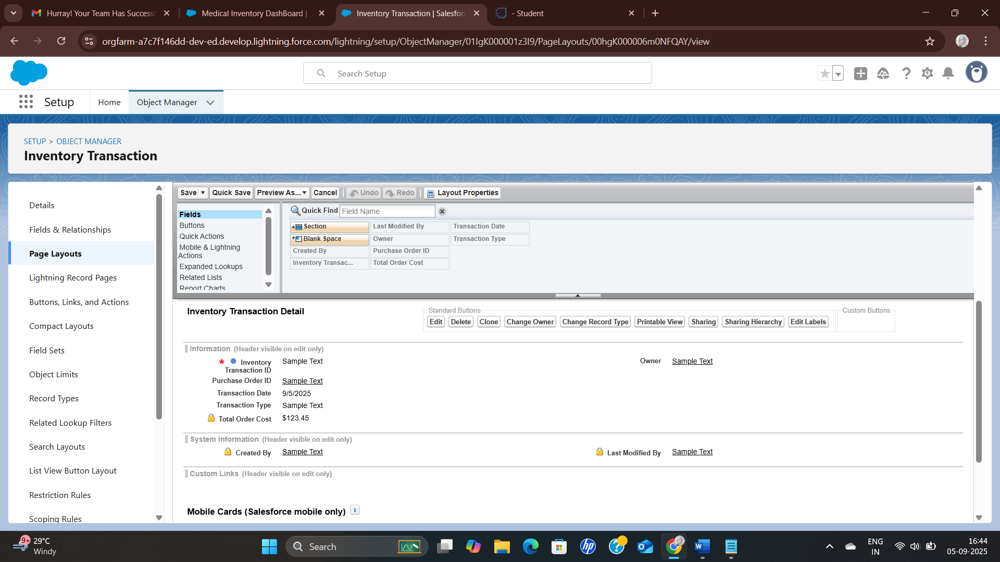 Hurray! Your Team Has Success
Medical Inventory DashBoard |
Inventory Transaction | Salesforc
- Student
orgfarm-a7c7f146dd-dev-ed.develop.lightning.force.com/lightning/setup/ObjectManager/01IgK000001z3I9/PageLayouts/00hgK000006m0NFQAY/view
Search Setup
Setup
Home
Object Manager
SETUP > OBJECT MANAGER
Inventory Transaction
Details
Fields & Relationships
Page Layouts
Lightning Record Pages
Buttons, Links, and Actions
Compact Layouts
Field Sets
Object Limits
Record Types
Related Lookup Filters
Search Layouts
List View Button Layout
Restriction Rules
Scoping Rules
Save
Quick Save
Preview As...
Cancel
Undo
Redo
Layout Properties
Fields
Buttons
Quick Actions
Mobile & Lightning
Actions
Expanded Lookups
Related Lists
Report Charts
Quick Find Field Name
Section Last Modified By Transaction Date
Blank Space Owner Transaction Type
Created By Purchase Order ID
Inventory Transac... Total Order Cost
Inventory Transaction Detail
Standard Buttons
Edit Delete Clone Change Owner Change Record Type Printable View Sharing Sharing Hierarchy Edit Labels
Custom Buttons
Information (Header visible on edit only)
* Inventory
Transaction ID Sample Text
Owner Sample Text
Purchase Order ID Sample Text
Transaction Date 9/5/2025
Transaction Type Sample Text
Total Order Cost $123.45
System Information (Header visible on edit only)
Created By Sample Text
Last Modified By Sample Text
Custom Links (Header visible on edit only)
Mobile Cards (Salesforce mobile only) i
9+
29°C
Windy
Search
ENG
IN
16:44
05-09-2025